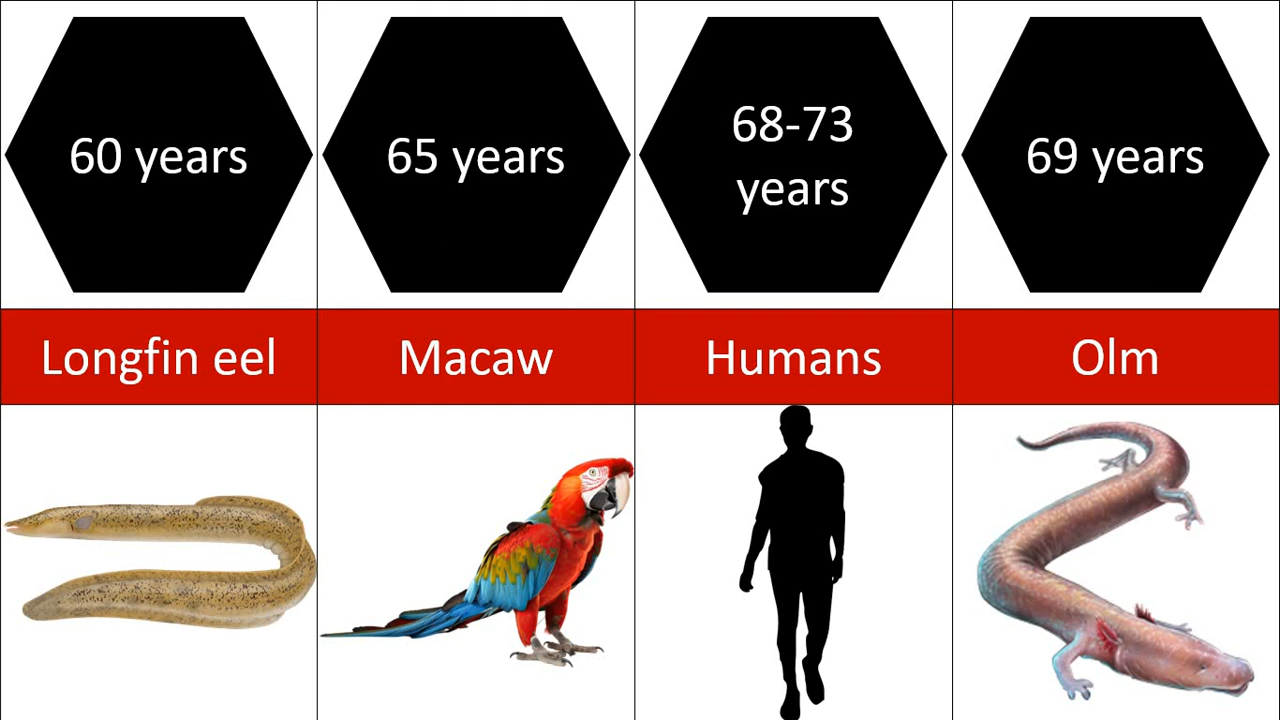 60 years
65 years
68-73
years
69 years
Longfin eel
Macaw
Humans
Olm